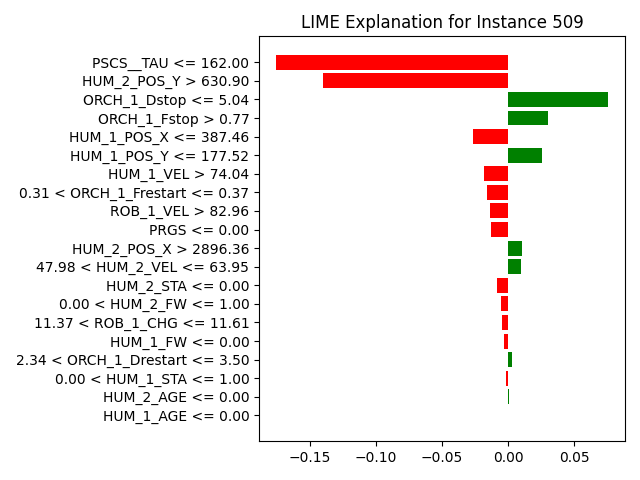 LIME Explanation for Instance 509
PSCS__TAU <= 162.00
HUM_2_POS_Y > 630.90
ORCH_1_Dstop <= 5.04
ORCH_1_Fstop > 0.77
HUM_1_POS_X <= 387.46
HUM_1_POS_Y <= 177.52
HUM_1_VEL > 74.04
0.31 < ORCH_1_Frestart <= 0.37
ROB_1_VEL > 82.96
PRGS <= 0.00
HUM_2_POS_X > 2896.36
47.98 < HUM_2_VEL <= 63.95
HUM_2_STA <= 0.00
0.00 < HUM_2_FW <= 1.00
11.37 < ROB_1_CHG <= 11.61
HUM_1_FW <= 0.00
2.34 < ORCH_1_Drestart <= 3.50
0.00 < HUM_1_STA <= 1.00
HUM_2_AGE <= 0.00
HUM_1_AGE <= 0.00
−0.15 −0.10 −0.05 0.00 0.05